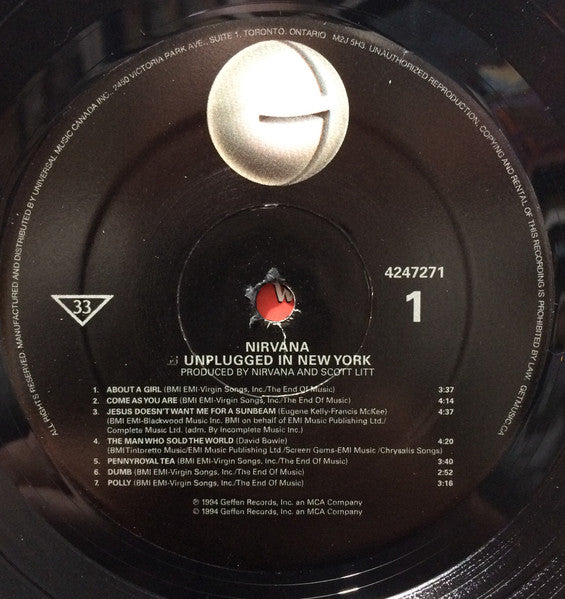 ALL RIGHTS RESERVED. MANUFACTURED AND DISTRIBUTED BY UNIVERSAL MUSIC CANADA INC., 2450 VICTORIA PARK AVE., SUITE 1, TORONTO, ONTARIO M2J 5H3. UNAUTHORIZED REPRODUCTION, COPYING AND RENTAL OF THIS RECORDING IS PROHIBITED BY LAW. GETMUSIC.CA
4247271
33
1
NIRVANA
UNPLUGGED IN NEW YORK
PRODUCED BY NIRVANA AND SCOTT LITT
1. ABOUT A GIRL (BMI EMI-Virgin Songs, Inc./The End Of Music) 3:37
2. COME AS YOU ARE (BMI EMI-Virgin Songs, Inc./The End Of Music) 4:14
3. JESUS DOESN'T WANT ME FOR A SUNBEAM (Eugene Kelly-Francis McKee) 4:37
(BMI EMI-Blackwood Music Inc. BMI on behalf of EMI Music Publishing Ltd./
Complete Music Ltd. (adm. By Incomplete Music Inc.)
4. THE MAN WHO SOLD THE WORLD (David Bowie) 4:20
(BMI Tintoretto Music/EMI Music Publishing Ltd./Screen Gems-EMI Music/Chrysalis Songs)
5. PENNYROYAL TEA (BMI EMI-Virgin Songs, Inc./The End Of Music) 3:40
6. DUMB (BMI EMI-Virgin Songs, Inc./The End Of Music) 2:52
7. POLLY (BMI EMI-Virgin Songs, Inc./The End Of Music) 3:16
℗ 1994 Geffen Records, Inc. an MCA Company
© 1994 Geffen Records, Inc. an MCA Company